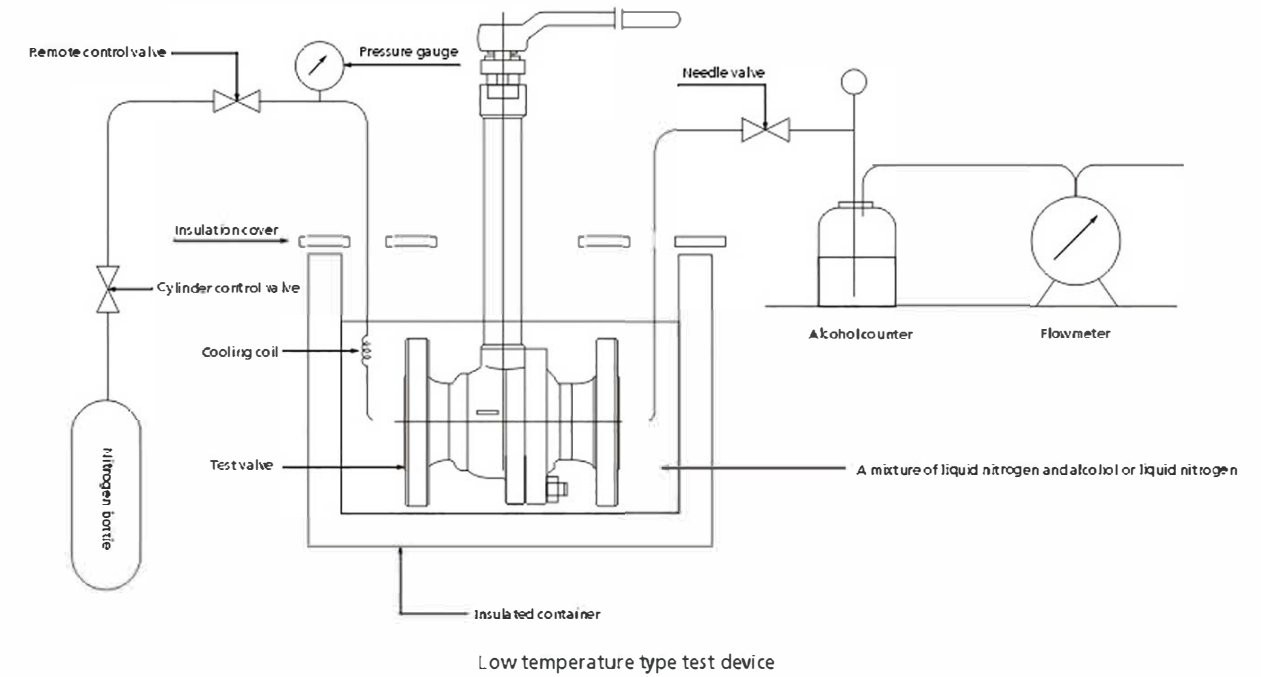 Remote control valve
Pressure gauge
Needle valve
Insulation cover
Cylinder control valve
Alcohol counter
Flowmeter
Cooling coil
Test valve
A mixture of liquid nitrogen and alcohol or liquid nitrogen
Nitrogen bottle
Insulated container
Low temperature type test device